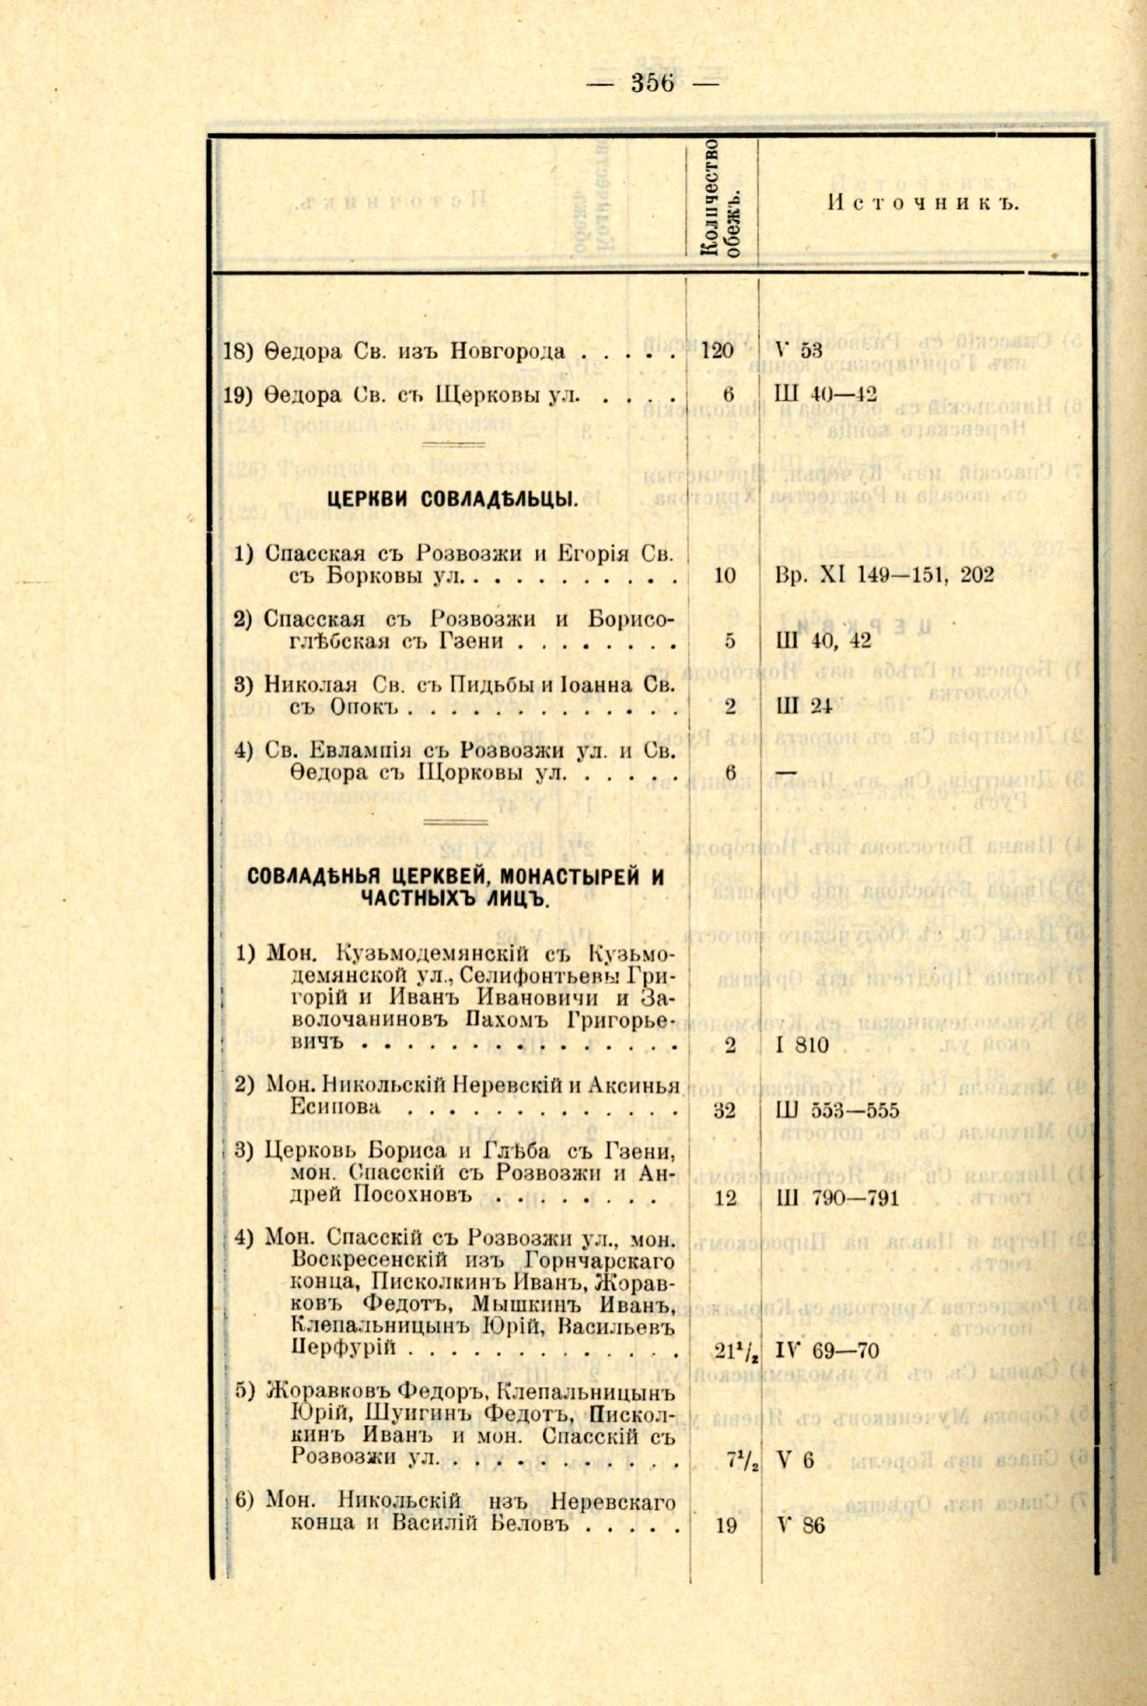 — 356 —
Количество
обежъ.
Источникъ.
18) Ѳедора Св. изъ Новгорода . . . . . 120 V 53
19) Ѳедора Св. съ Щерковы ул. . . . . 6 III 40—42
ЦЕРКВИ СОВЛАДѢЛЬЦЫ.
1) Спасская съ Розвозжи и Егорія Св.
съ Борковы ул. . . . . . . . . . . 10 Вр. XI 149—151, 202
2) Спасская съ Розвозжи и Борисо-
глѣбская съ Гзени . . . . . . . . 5 III 40, 42
3) Николая Св. съ Пидьбы и Іоанна Св.
съ Опокъ . . . . . . . . . . . . . 2 III 24
4) Св. Евлампія съ Розвозжи ул. и Св.
Ѳедора съ Щорковы ул. . . . . . 6 —
СОВЛАДѢНЬЯ ЦЕРКВЕЙ, МОНАСТЫРЕЙ И
ЧАСТНЫХЪ ЛИЦЪ.
1) Мон. Кузьмодемянскій съ Кузьмо-
демянской ул., Селифонтьевы Гри-
горій и Иванъ Ивановичи и За-
волочаниновъ Пахомъ Григорье-
вичъ . . . . . . . . . . . . . . . 2 I 810
2) Мон. Никольскій Неревскій и Аксинья
Есипова . . . . . . . . . . . . . 32 III 553—555
3) Церковь Бориса и Глѣба съ Гзени,
мон. Спасскій съ Розвозжи и Ан-
дрей Посохновъ . . . . . . . . 12 III 790—791
4) Мон. Спасскій съ Розвозжи ул., мон.
Воскресенскій изъ Горнчарскаго
конца, Писколкинъ Иванъ, Жорав-
ковъ Федотъ, Мышкинъ Иванъ,
Клепальницынъ Юрій, Васильевъ
Перфурій . . . . . . . . . . . . . 21¹/₂ IV 69—70
5) Жоравковъ Федоръ, Клепальницынъ
Юрій, Шуигинъ Федотъ, Пискол-
кинъ Иванъ и мон. Спасскій съ
Розвозжи ул. . . . . . . . . . . . 7¹/₂ V 6
6) Мон. Никольскій изъ Неревскаго
конца и Василій Беловъ . . . . . 19 V 86